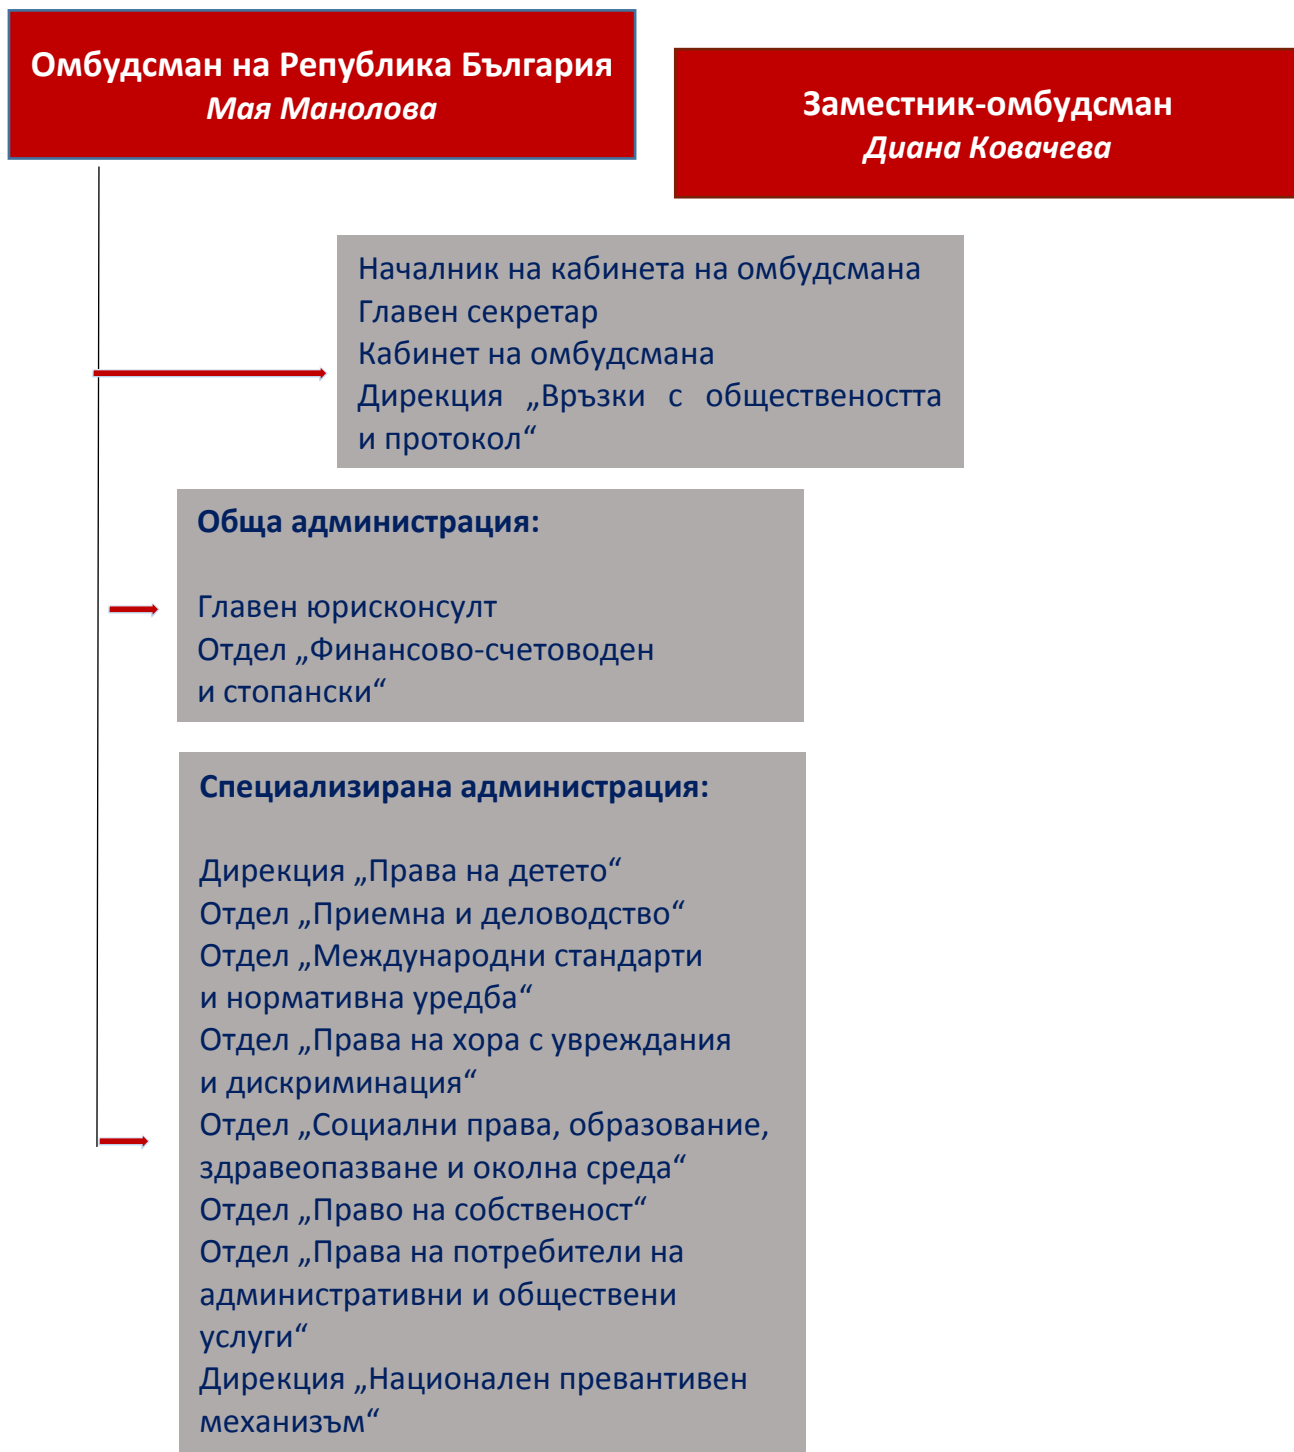 Омбудсман на Република България
Мая Манолова
Заместник-омбудсман
Диана Ковачева
Началник на кабинета на омбудсмана
Главен секретар
Кабинет на омбудсмана
Дирекция „Връзки с обществеността
и протокол“
Обща администрация:
Главен юрисконсулт
Отдел „Финансово-счетоводен
и стопански“
Специализирана администрация:
Дирекция „Права на детето“
Отдел „Приемна и деловодство“
Отдел „Международни стандарти
и нормативна уредба“
Отдел „Права на хора с увреждания
и дискриминация“
Отдел „Социални права, образование,
здравеопазване и околна среда“
Отдел „Право на собственост“
Отдел „Права на потребители на
административни и обществени
услуги“
Дирекция „Национален превантивен
механизъм“